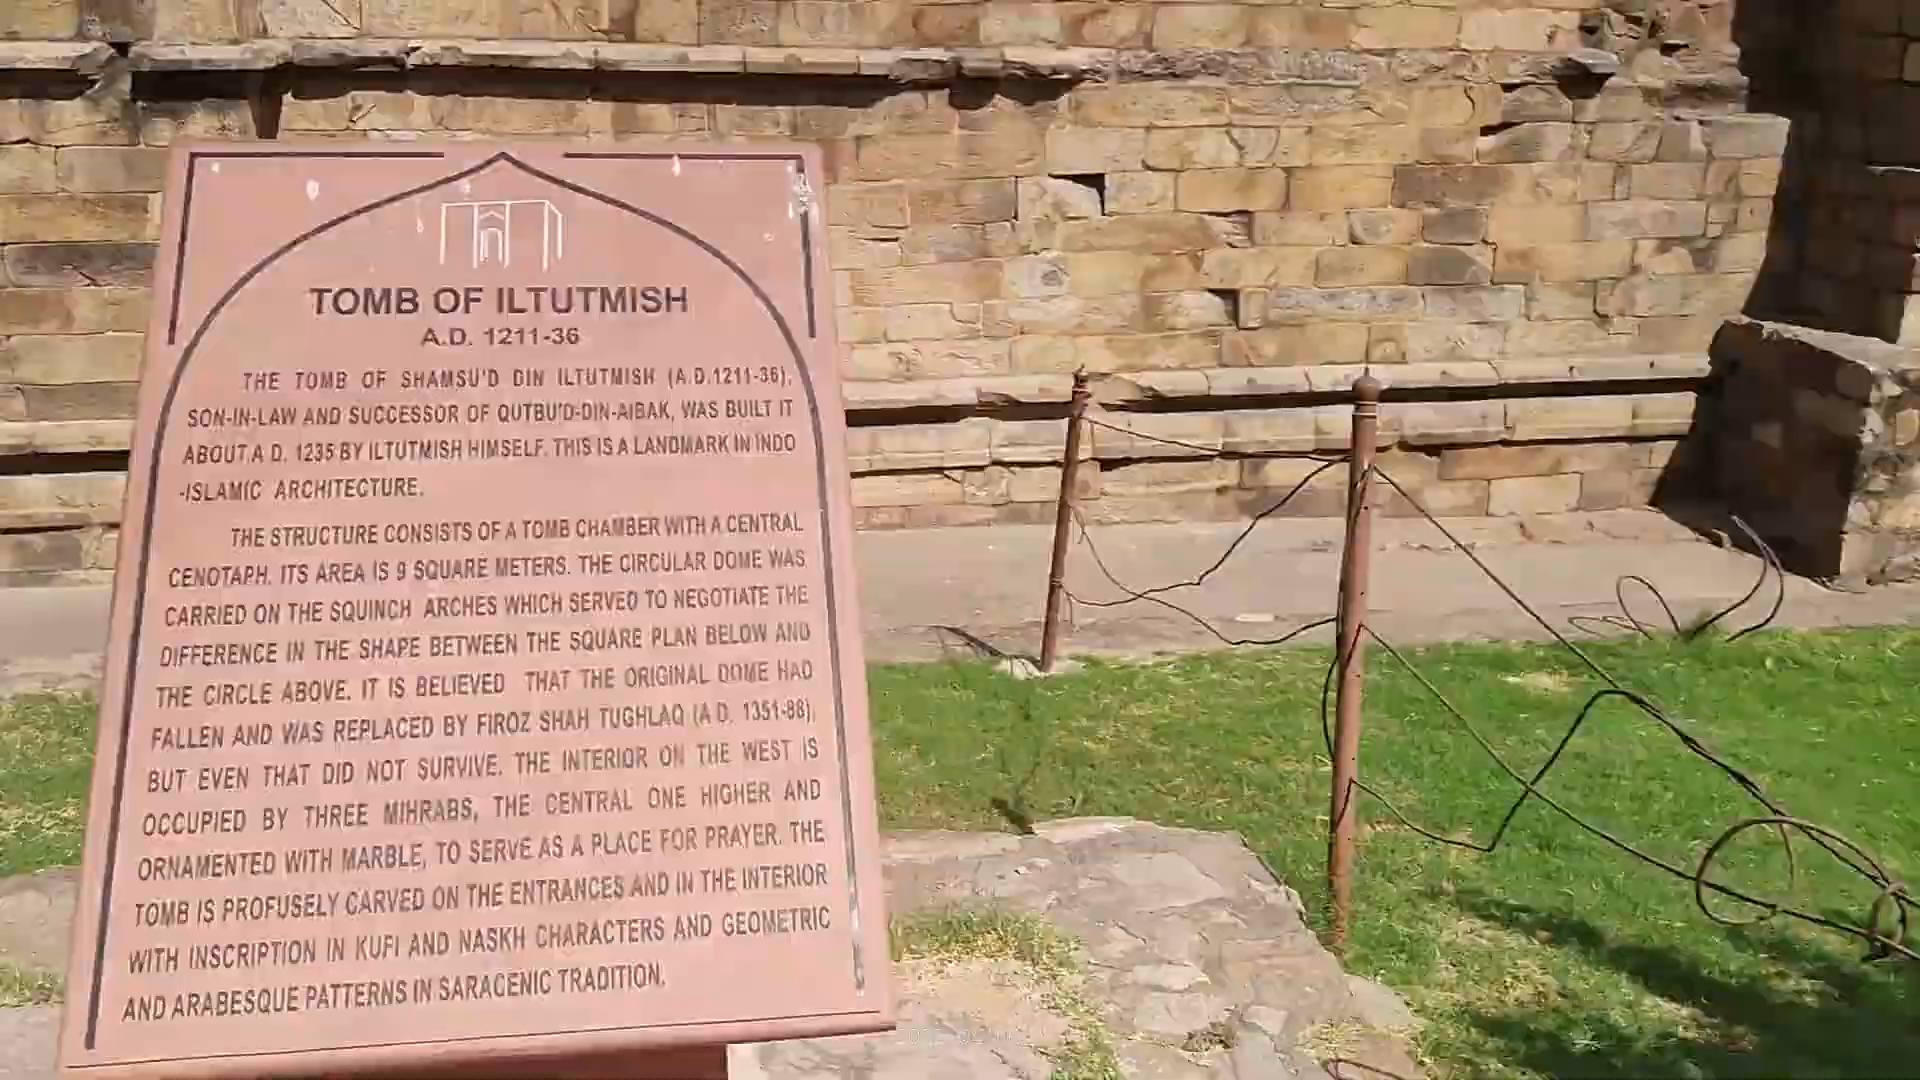 TOMB OF ILTUTMISH
A.D. 1211-36
THE TOMB OF SHAMSU'D DIN ILTUTMISH (A.D.1211-36),
SON-IN-LAW AND SUCCESSOR OF QUTBU'D-DIN-AIBAK, WAS BUILT IT
ABOUT A D. 1235 BY ILTUTMISH HIMSELF. THIS IS A LANDMARK IN INDO
-ISLAMIC ARCHITECTURE.
THE STRUCTURE CONSISTS OF A TOMB CHAMBER WITH A CENTRAL
CENOTAPH. ITS AREA IS 9 SQUARE METERS. THE CIRCULAR DOME WAS
CARRIED ON THE SQUINCH ARCHES WHICH SERVED TO NEGOTIATE THE
DIFFERENCE IN THE SHAPE BETWEEN THE SQUARE PLAN BELOW AND
THE CIRCLE ABOVE. IT IS BELIEVED THAT THE ORIGINAL DOME HAD
FALLEN AND WAS REPLACED BY FIROZ SHAH TUGHLAQ (A D. 1351-88),
BUT EVEN THAT DID NOT SURVIVE. THE INTERIOR ON THE WEST IS
OCCUPIED BY THREE MIHRABS, THE CENTRAL ONE HIGHER AND
ORNAMENTED WITH MARBLE, TO SERVE AS A PLACE FOR PRAYER. THE
TOMB IS PROFUSELY CARVED ON THE ENTRANCES AND IN THE INTERIOR
WITH INSCRIPTION IN KUFI AND NASKH CHARACTERS AND GEOMETRIC
AND ARABESQUE PATTERNS IN SARACENIC TRADITION.